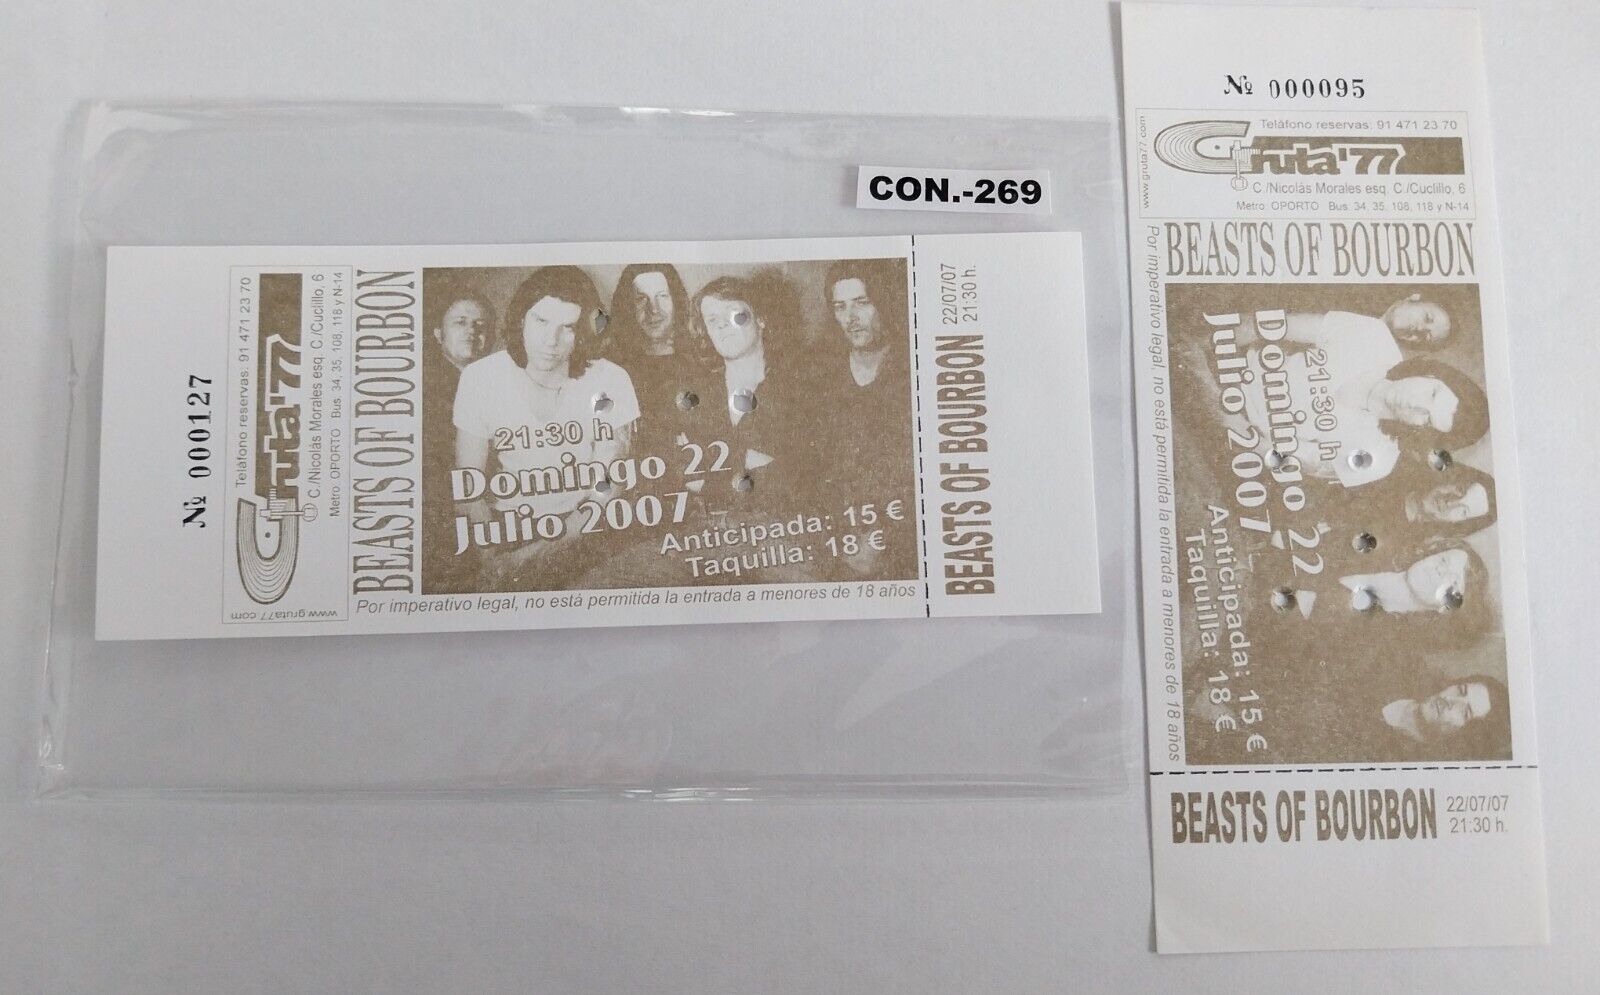 CON.-269
Nº 000127
Teláfono reservas: 91 471 23 70
Gruta'77
C./Nicolás Morales esq. C./Cuclillo, 6
Metro: OPORTO Bus. 34, 35, 108, 118 y N-14
www.gruta77.com
BEASTS OF BOURBON
21:30 h
Domingo 22
Julio 2007
Anticipada: 15 €
Taquilla: 18 €
Por imperativo legal, no está permitida la entrada a menores de 18 años
BEASTS OF BOURBON
22/07/07
21:30 h.
Nº 000095
Teláfono reservas: 91 471 23 70
Gruta'77
C./Nicolás Morales esq. C./Cuclillo, 6
Metro: OPORTO Bus. 34, 35, 108, 118 y N-14
www.gruta77.com
BEASTS OF BOURBON
21:30 h
Domingo 22
Julio 2007
Anticipada: 15 €
Taquilla: 18 €
Por imperativo legal, no está permitida la entrada a menores de 18 años
BEASTS OF BOURBON
22/07/07
21:30 h.